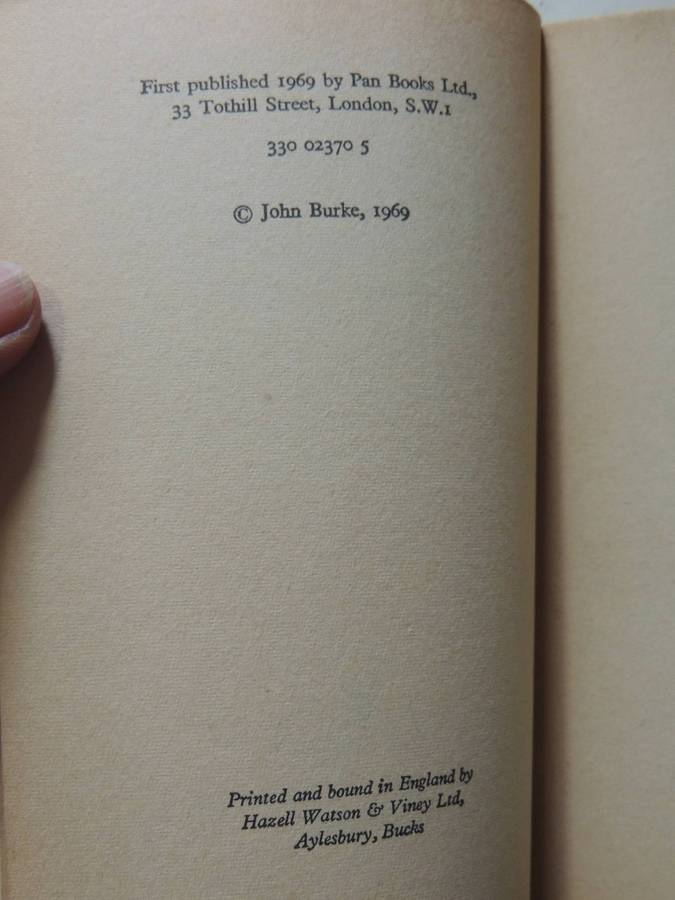 First published 1969 by Pan Books Ltd.,
33 Tothill Street, London, S.W.1
330 02370 5
© John Burke, 1969
Printed and bound in England by
Hazell Watson & Viney Ltd,
Aylesbury, Bucks